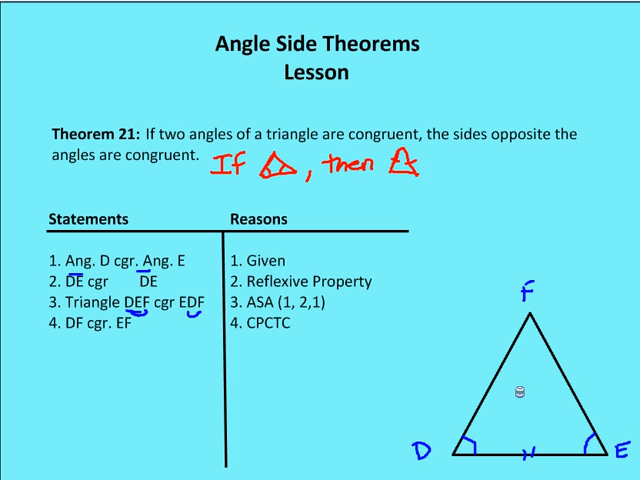 Angle Side Theorems
Lesson
Theorem 21: If two angles of a triangle are congruent, the sides opposite the
angles are congruent.
If , then
Statements Reasons
1. Ang. D cgr. Ang. E 1. Given
2. DE cgr DE 2. Reflexive Property
3. Triangle DEF cgr EDF 3. ASA (1, 2,1)
4. DF cgr. EF 4. CPCTC
F
D E